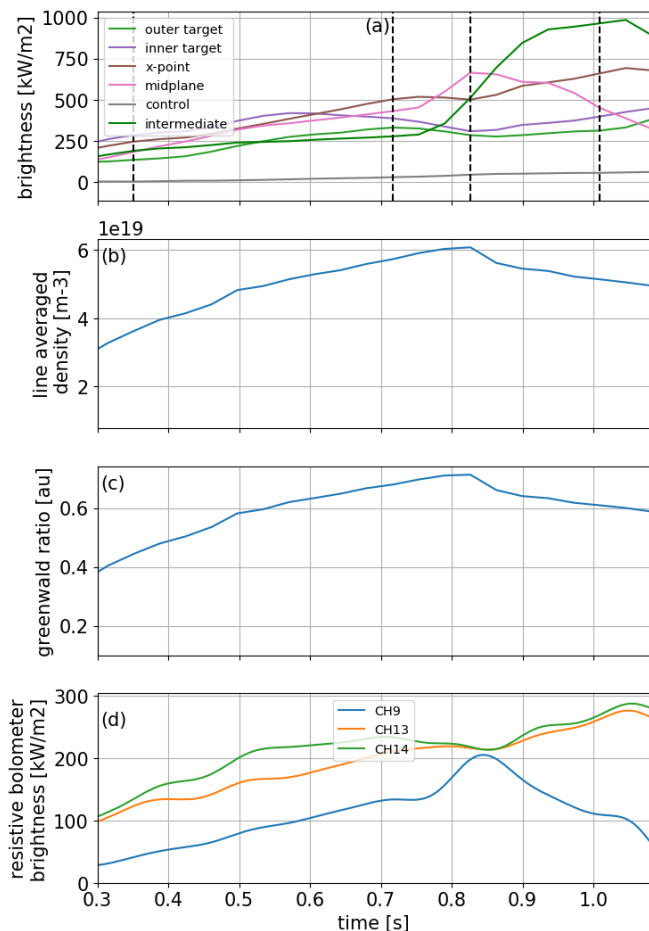 1000
750
500
250
0
brightness [kW/m2]
(a)
outer target
inner target
x-point
midplane
control
intermediate
1e19
6
4
2
line averaged
density [m-3]
(b)
0.6
0.4
0.2
greenwald ratio [au]
(c)
300
200
100
0
resistive bolometer
brightness [kW/m2]
(d)
CH9
CH13
CH14
0.3 0.4 0.5 0.6 0.7 0.8 0.9 1.0
time [s]